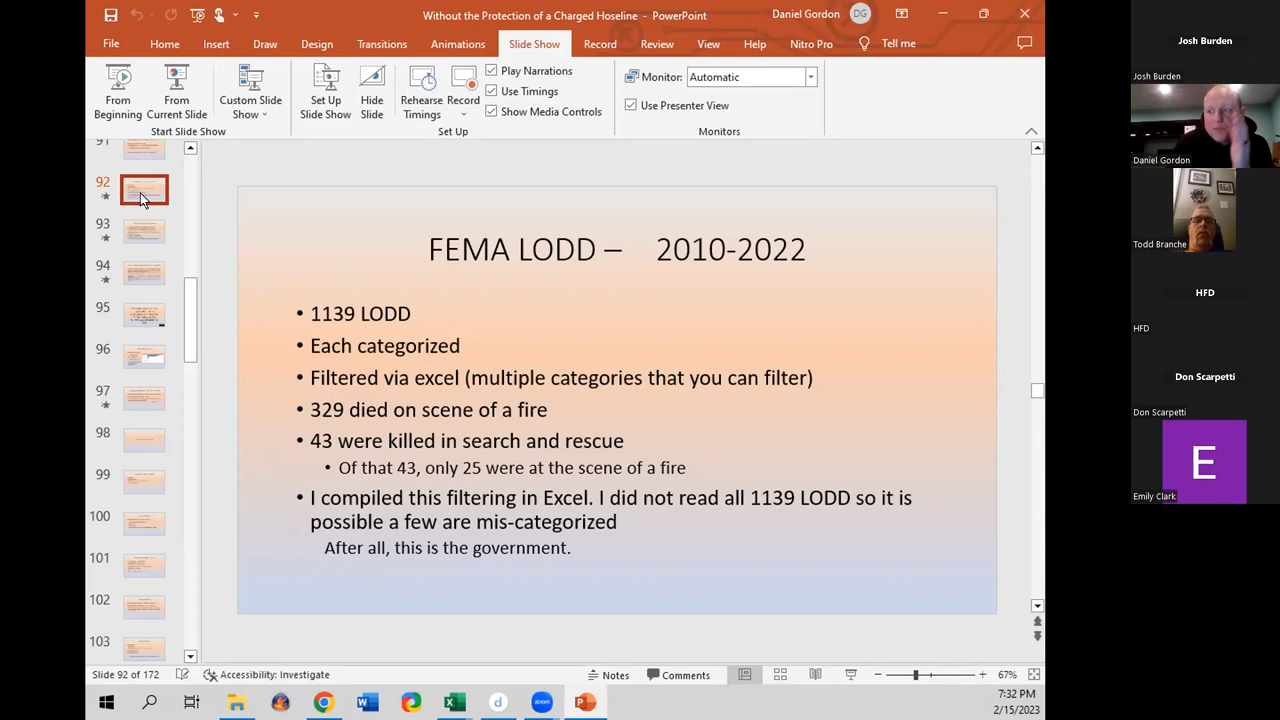 Without the Protection of a Charged Hoseline - PowerPoint
Daniel Gordon
DG
File
Home
Insert
Draw
Design
Transitions
Animations
Slide Show
Record
Review
View
Help
Nitro Pro
Tell me
From Beginning
From Current Slide
Custom Slide Show
Start Slide Show
Set Up Slide Show
Hide Slide
Rehearse Timings
Record
Play Narrations
Use Timings
Show Media Controls
Set Up
Monitor:
Automatic
Use Presenter View
Monitors
91
92
93
94
95
96
97
98
99
100
101
102
103
FEMA LODD – 2010-2022
• 1139 LODD
• Each categorized
• Filtered via excel (multiple categories that you can filter)
• 329 died on scene of a fire
• 43 were killed in search and rescue
• Of that 43, only 25 were at the scene of a fire
• I compiled this filtering in Excel. I did not read all 1139 LODD so it is
possible a few are mis-categorized
After all, this is the government.
Slide 92 of 172
Accessibility: Investigate
Notes
Comments
67%
7:32 PM
2/15/2023
Josh Burden
Josh Burden
Daniel Gordon
Todd Branche
HFD
HFD
Don Scarpetti
Don Scarpetti
E
Emily Clark